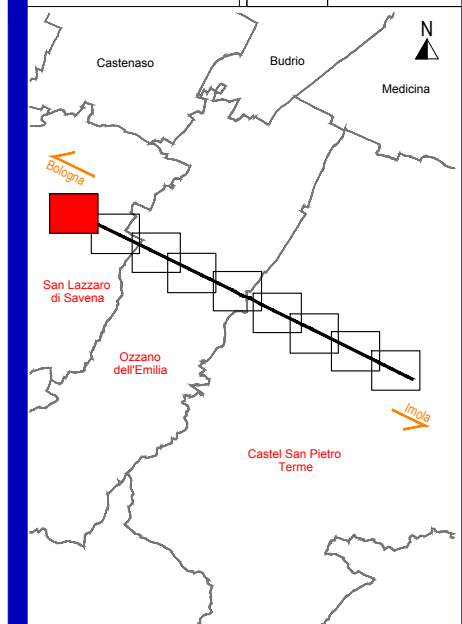 N
Castenaso
Budrio
Medicina
Bologna
San Lazzaro
di Savena
Ozzano
dell'Emilia
Imola
Castel San Pietro
Terme